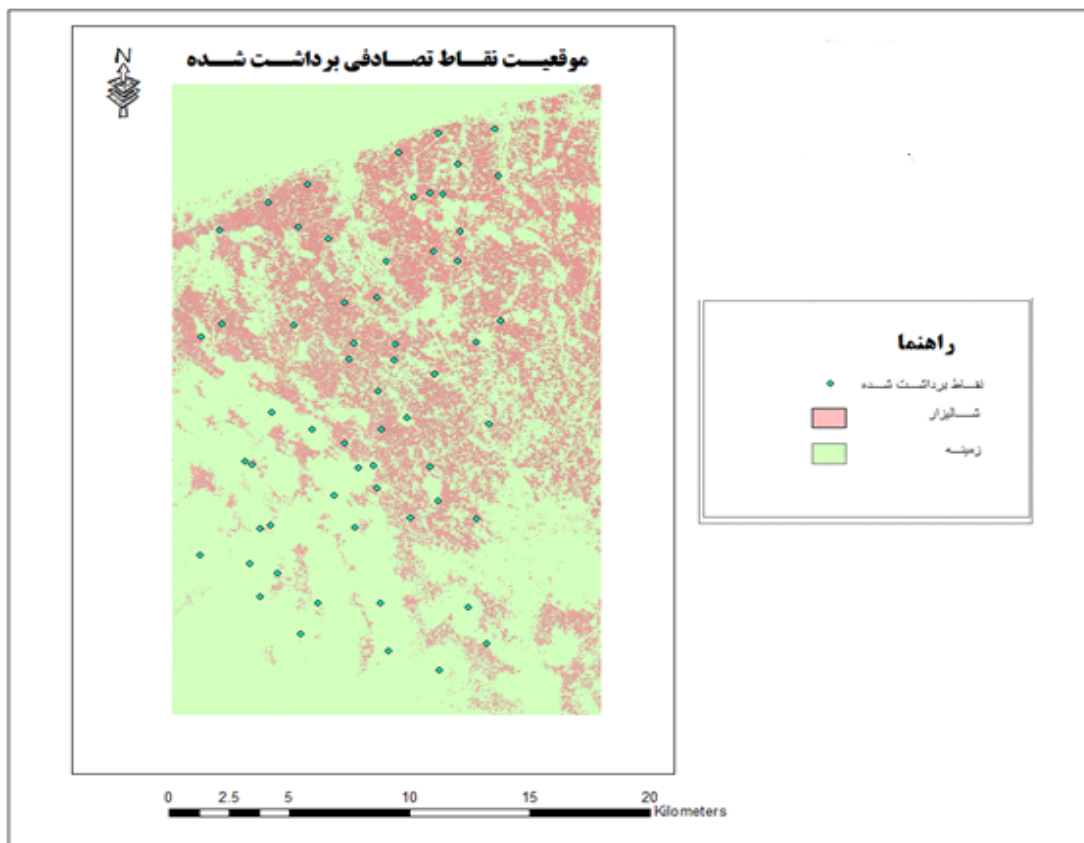 موقعیت نقاط تصادفی برداشت شده
N
راهنما
نقاط برداشت شده
شالیزار
زمینه
0 2.5 5 10 15 20
Kilometers